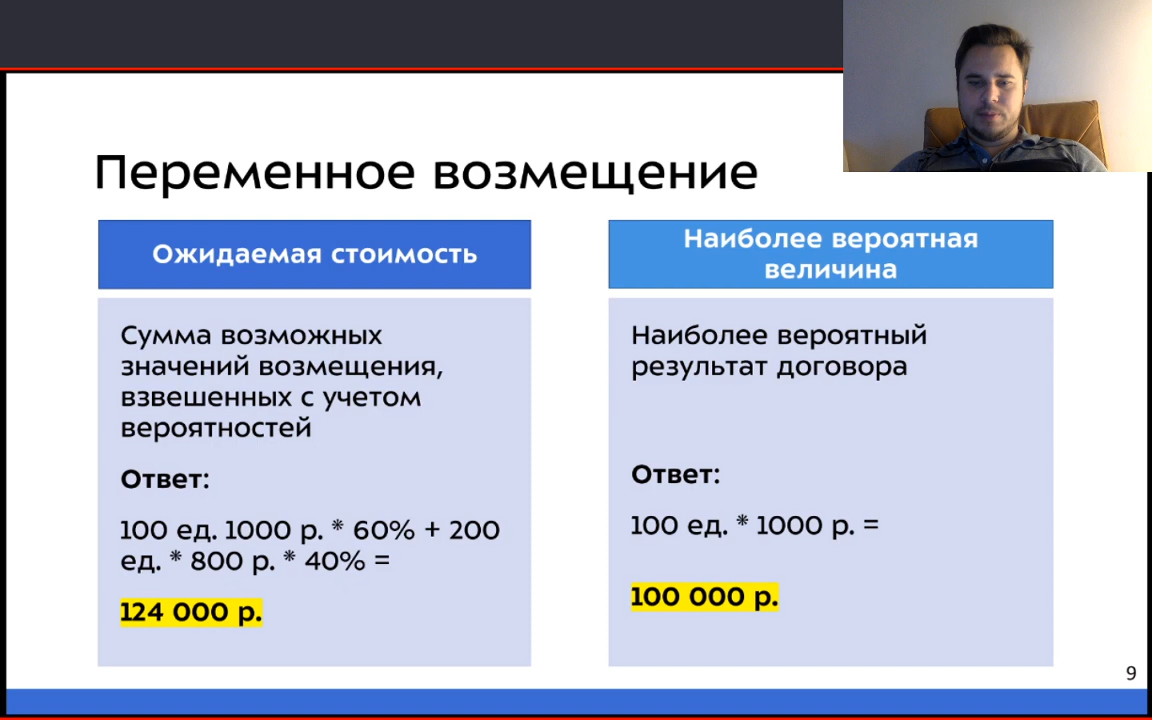 Переменное возмещение
Ожидаемая стоимость
Сумма возможных
значений возмещения,
взвешенных с учетом
вероятностей
Ответ:
100 ед. 1000 р. * 60% + 200
ед. * 800 р. * 40% =
124 000 р.
Наиболее вероятная
величина
Наиболее вероятный
результат договора
Ответ:
100 ед. * 1000 р. =
100 000 р.
9